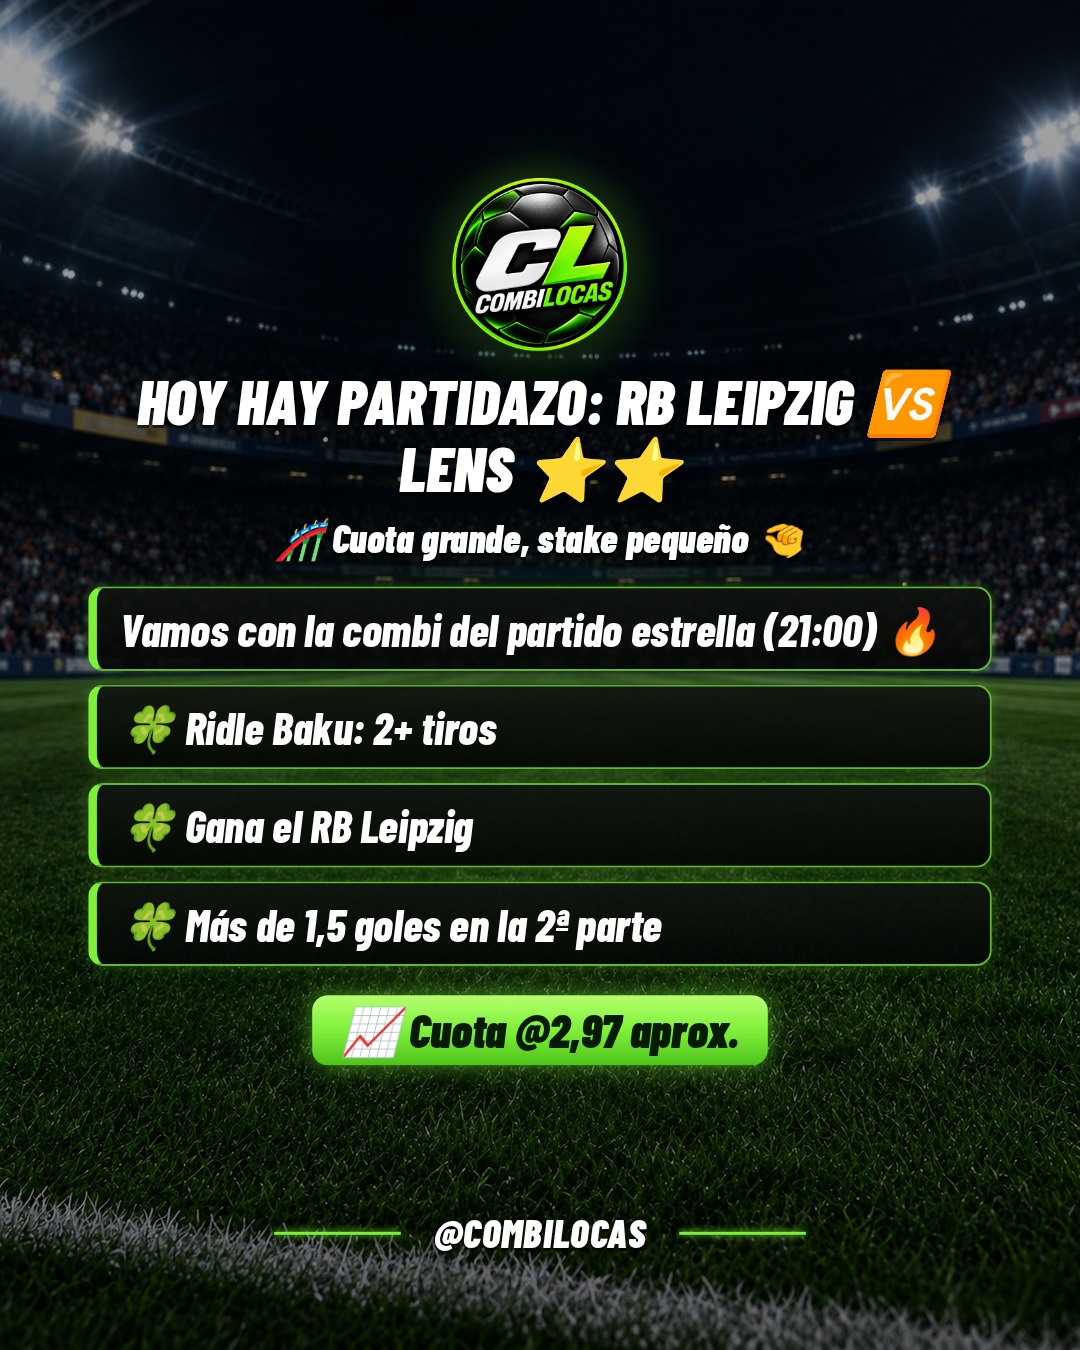 CL
COMBILOCAS
HOY HAY PARTIDAZO: RB LEIPZIG 🆚
LENS ⭐⭐
🎢 Cuota grande, stake pequeño 🤏
Vamos con la combi del partido estrella (21:00) 🔥
🍀 Ridle Baku: 2+ tiros
🍀 Gana el RB Leipzig
🍀 Más de 1,5 goles en la 2ª parte
📈 Cuota @2,97 aprox.
@COMBILOCAS